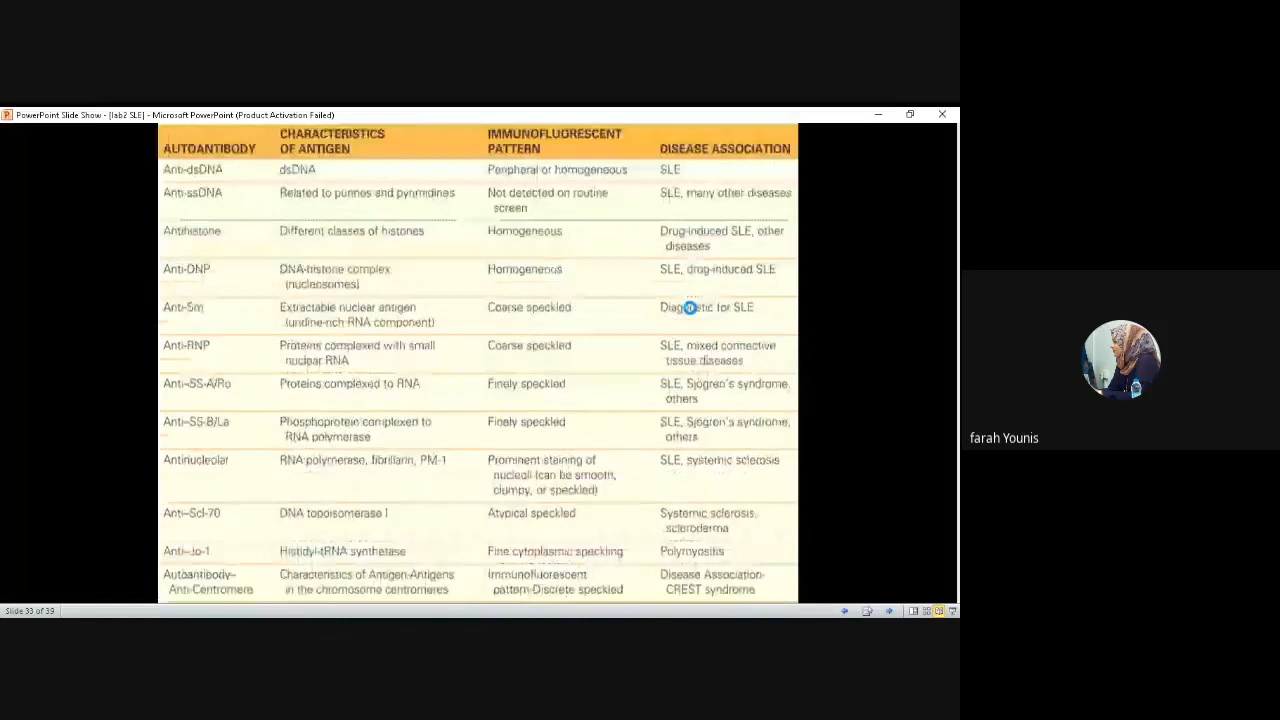 PowerPoint Slide Show - [lab2 SLE] - Microsoft PowerPoint (Product Activation Failed)
AUTOANTIBODY CHARACTERISTICS OF ANTIGEN IMMUNOFLUORESCENT PATTERN DISEASE ASSOCIATION
Anti-dsDNA dsDNA Peripheral or homogeneous SLE
Anti-ssDNA Related to purines and pyrimidines Not detected on routine screen SLE, many other diseases
Antihistone Different classes of histones Homogeneous Drug-induced SLE, other diseases
Anti-DNP DNA-histone complex (nucleosomes) Homogeneous SLE, drug-induced SLE
Anti-Sm Extractable nuclear antigen (uridine-rich RNA component) Coarse speckled for SLE
Anti-RNP Proteins complexed with small nuclear RNA Coarse speckled SLE, mixed connective tissue diseases
Anti–SS-A/Ro Proteins complexed to RNA Finely speckled SLE, Sjögren's syndrome, others
Anti–SS-B/La Phosphoprotein complexed to RNA polymerase Finely speckled SLE, Sjögren's syndrome, others
Antinucleolar RNA polymerase, fibrillarin, PM-1 Prominent staining of nucleoli (can be smooth, clumpy, or speckled) SLE, systemic sclerosis
Anti–Scl-70 DNA topoisomerase I Atypical speckled Systemic sclerosis, scleroderma
Anti–Jo-1 Histidyl-tRNA synthetase Fine cytoplasmic speckling Polymyositis
Autoantibody–Anti-Centromere Characteristics of Antigen-Antigens in the chromosome centromeres Immunofluorescent pattern-Discrete speckled Disease Association-CREST syndrome
Slide 33 of 39
farah Younis